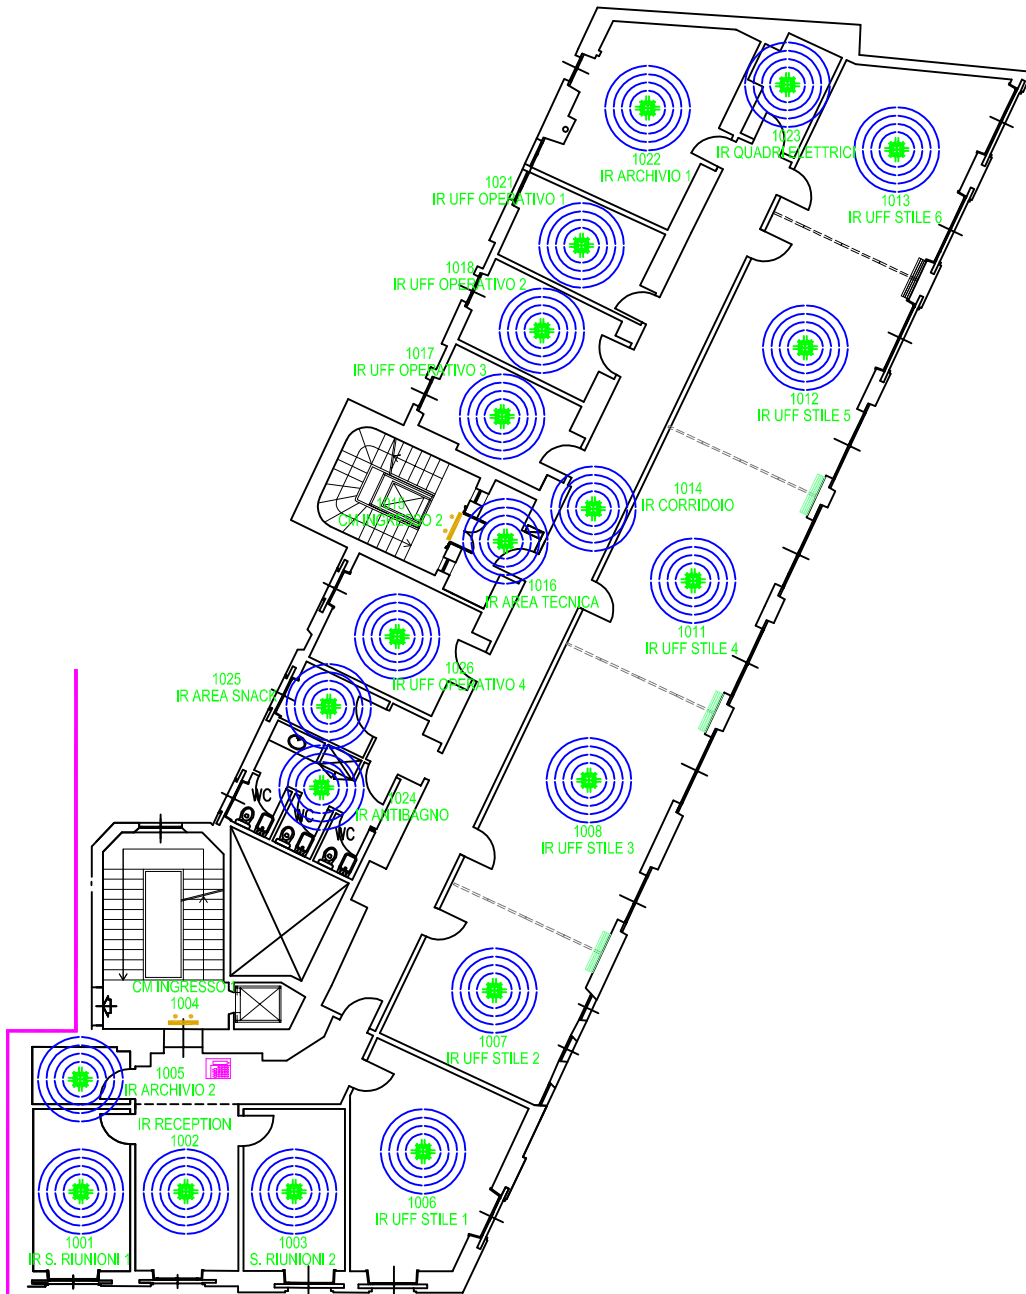 1023
IR QUADRI ELETTRICI
1022
IR ARCHIVIO 1
1021
IR UFF OPERATIVO 1
1013
IR UFF STILE 6
1018
IR UFF OPERATIVO 2
1017
IR UFF OPERATIVO 3
1012
IR UFF STILE 5
1014
IR CORRIDOIO
1015
CM INGRESSO 2
1016
IR AREA TECNICA
1011
IR UFF STILE 4
1026
IR UFF OPERATIVO 4
1025
IR AREA SNACK
1024
IR ANTIBAGNO
WC
WC
WC
1008
IR UFF STILE 3
CM INGRESSO 1
1004
1007
IR UFF STILE 2
1005
IR ARCHIVIO 2
IR RECEPTION
1002
1006
IR UFF STILE 1
1001
IR S. RIUNIONI 1
1003
S. RIUNIONI 2